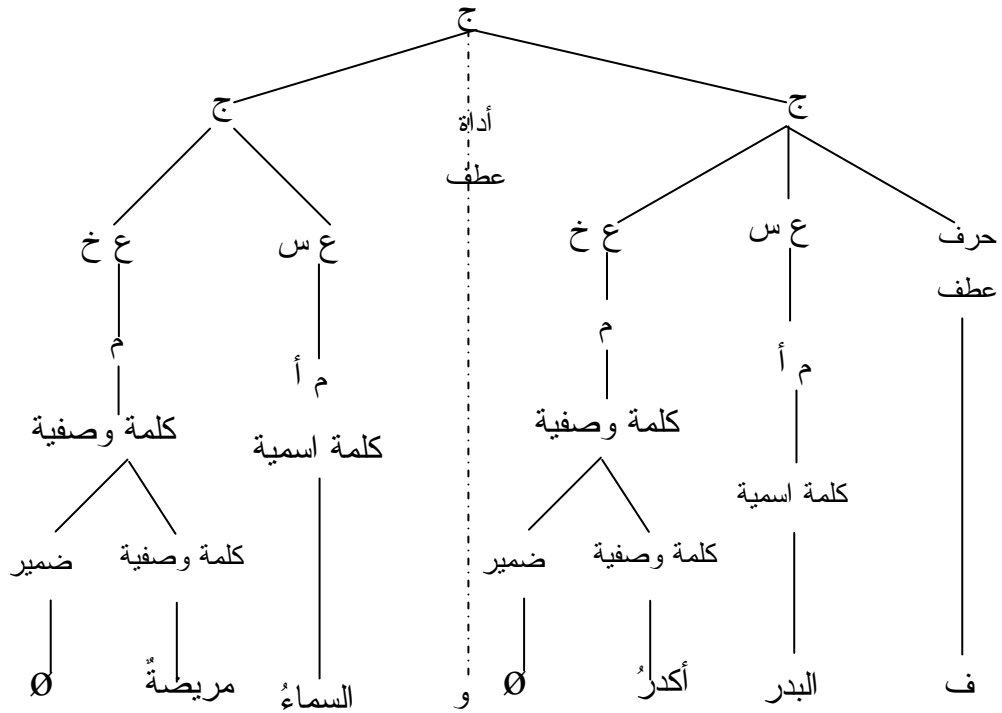 ج
ج ج
أداة
عطف
حرف ع س ع خ ع س ع خ
عطف
م م
م أ م أ
كلمة وصفية كلمة اسمية كلمة وصفية
كلمة اسمية
كلمة وصفية ضمير كلمة وصفية ضمير
ف البدر أكدرُ Ø و السماءُ مريضةٌ Ø